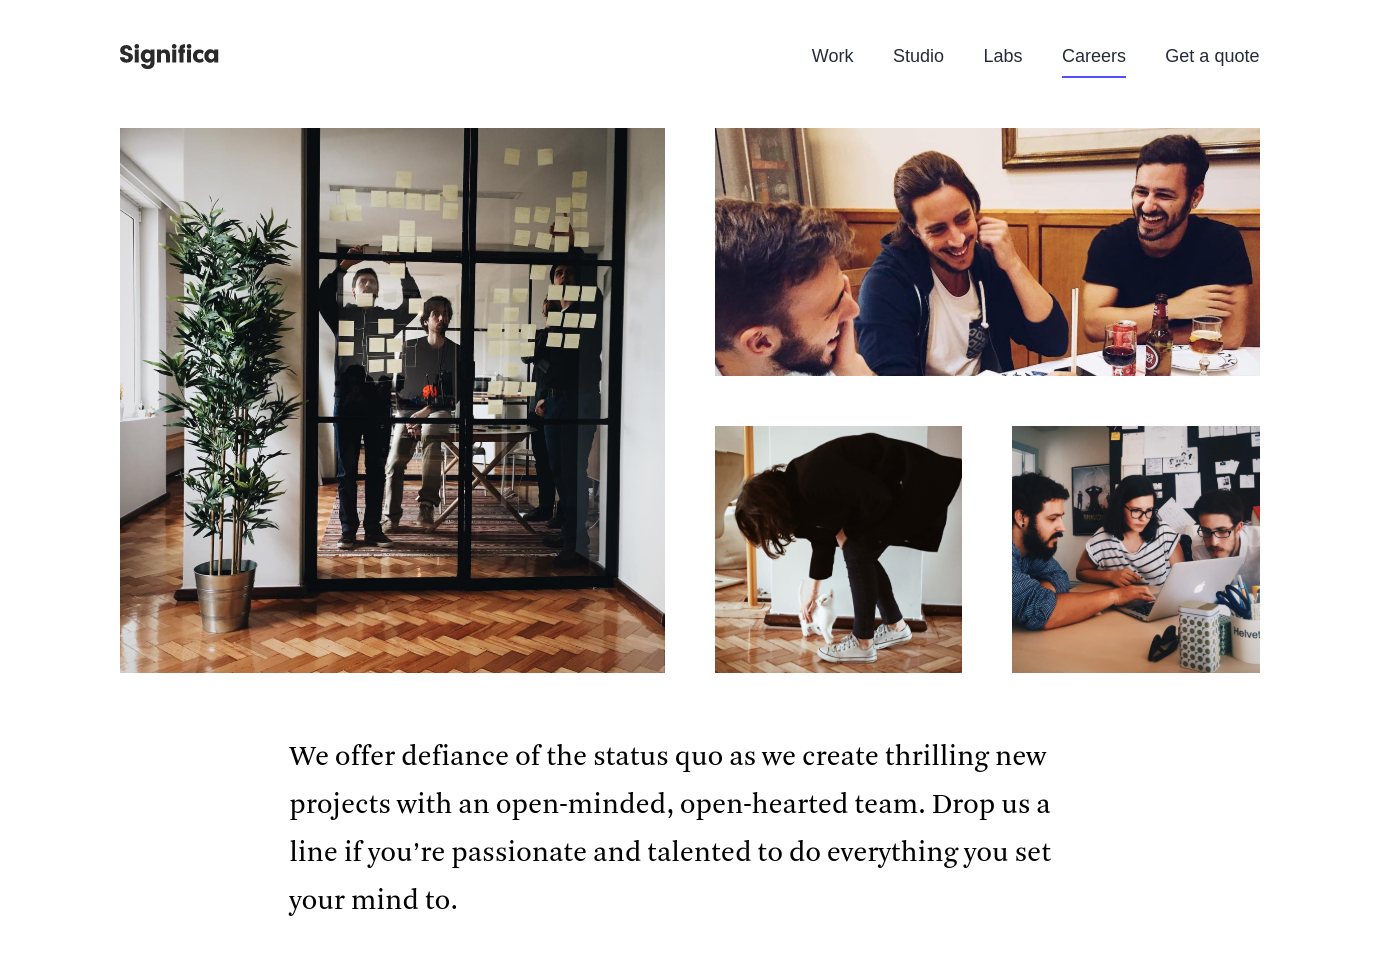 Significa
Work
Studio
Labs
Careers
Get a quote
Helvet
We offer defiance of the status quo as we create thrilling new
projects with an open-minded, open-hearted team. Drop us a
line if you’re passionate and talented to do everything you set
your mind to.